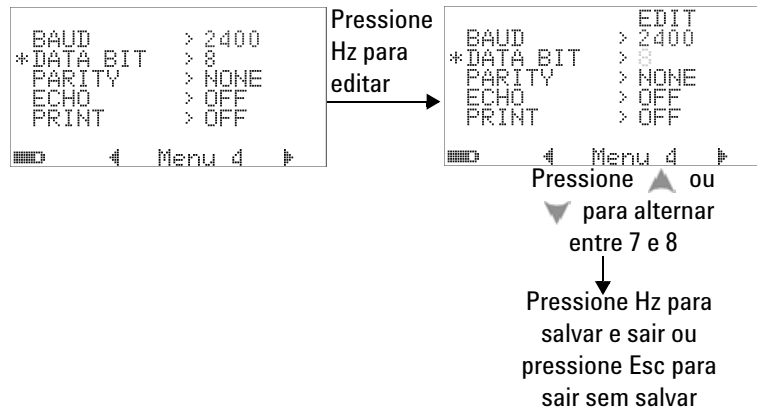 BAUD > 2400
*DATA BIT > 8
PARITY > NONE
ECHO > OFF
PRINT > OFF
Menu 4
Pressione
Hz para
editar
EDIT
BAUD > 2400
*DATA BIT > 8
PARITY > NONE
ECHO > OFF
PRINT > OFF
Menu 4
Pressione ou
para alternar
entre 7 e 8
Pressione Hz para
salvar e sair ou
pressione Esc para
sair sem salvar